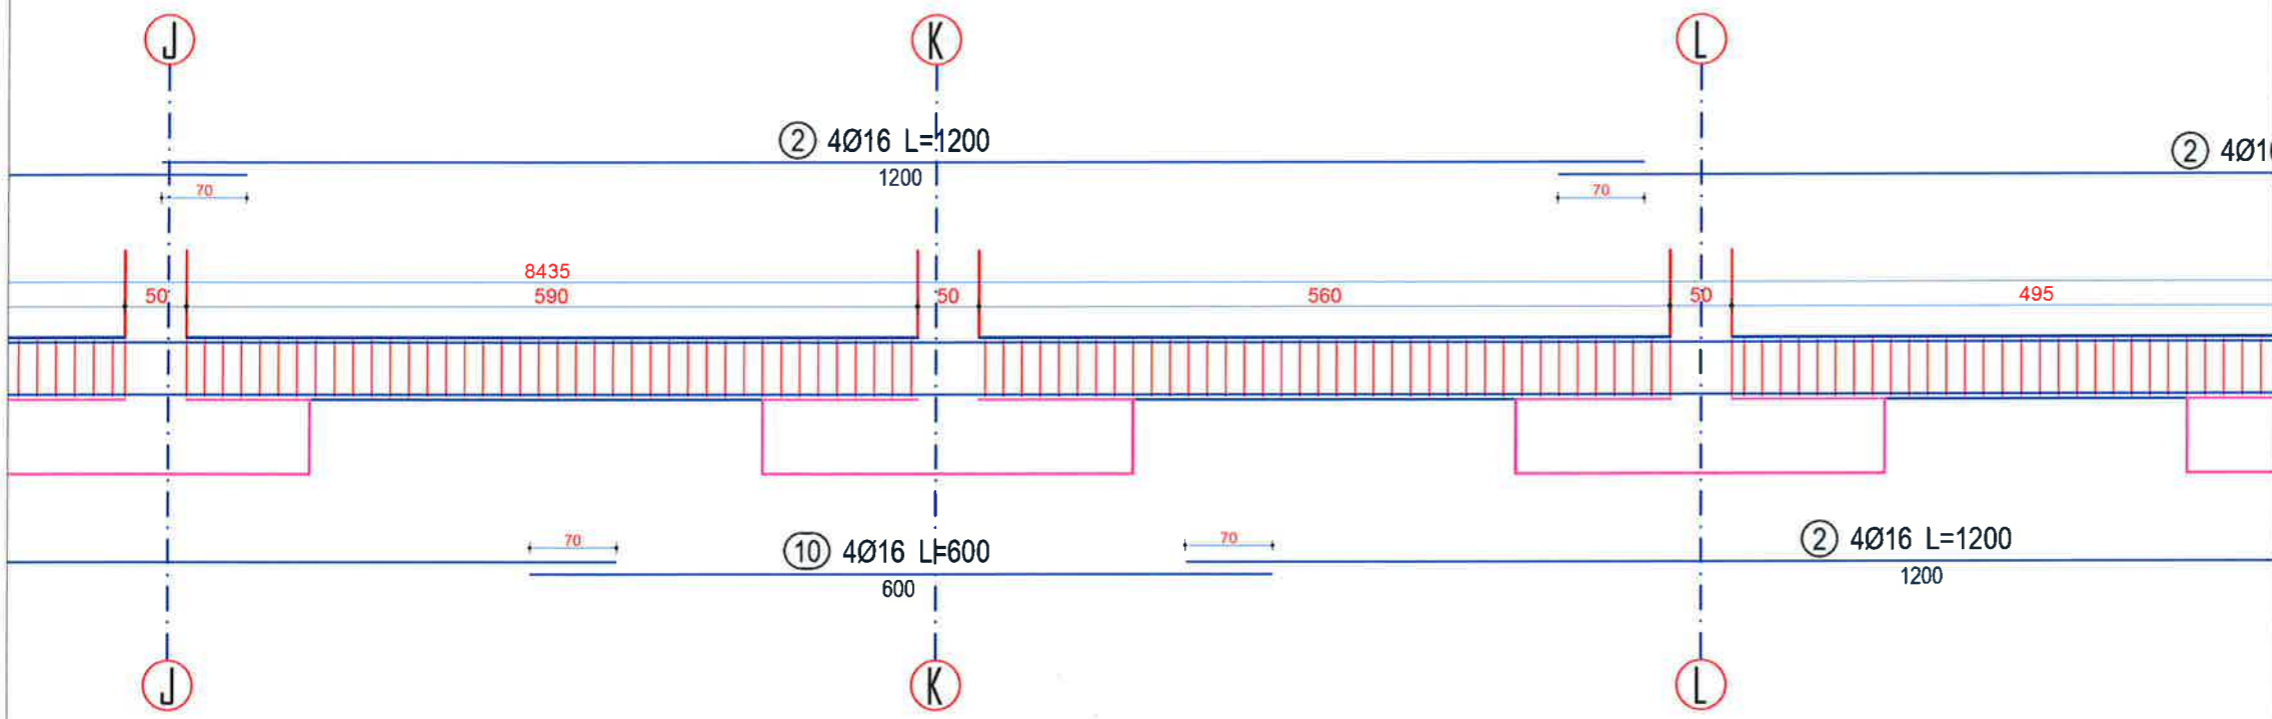 J K L
② 4Ø16 L=1200
② 4Ø16
1200
70 70
8435
50 590 50 560 50 495
70 70
⑩ 4Ø16 L=600
② 4Ø16 L=1200
600 1200
J K L